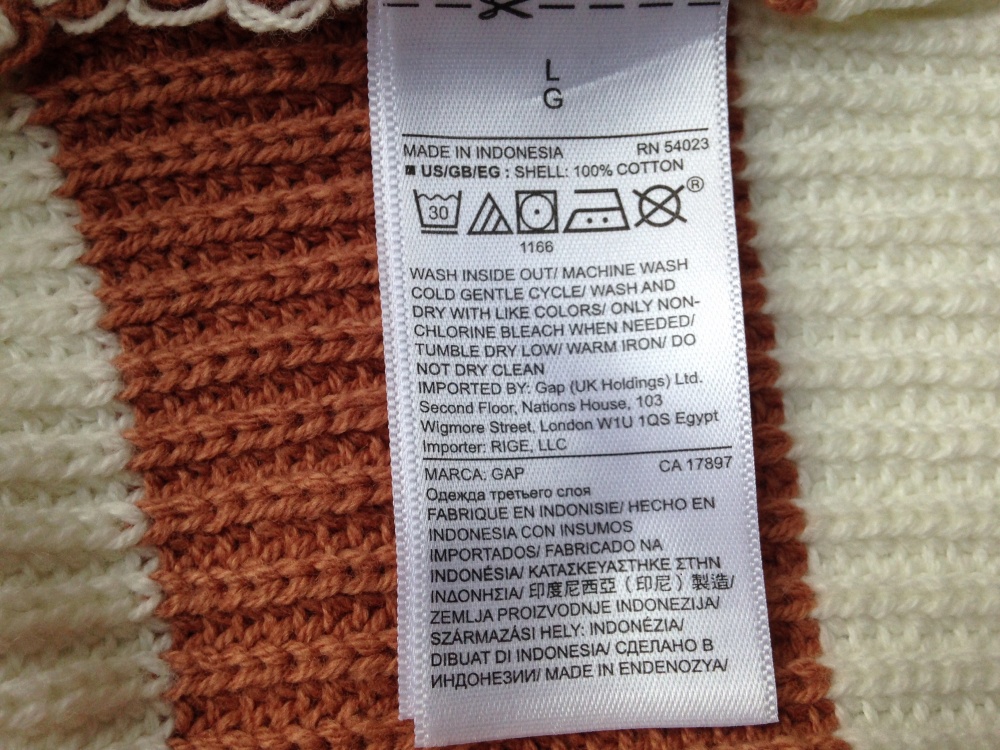 L
G
MADE IN INDONESIA RN 54023
US/GB/EG : SHELL: 100% COTTON
30 ®
1166
WASH INSIDE OUT/ MACHINE WASH
COLD GENTLE CYCLE/ WASH AND
DRY WITH LIKE COLORS/ ONLY NON-
CHLORINE BLEACH WHEN NEEDED/
TUMBLE DRY LOW/ WARM IRON/ DO
NOT DRY CLEAN
IMPORTED BY: Gap (UK Holdings) Ltd.
Second Floor, Nations House, 103
Wigmore Street, London W1U 1QS Egypt
Importer: RIGE, LLC
MARCA: GAP CA 17897
Одежда третьего слоя
FABRIQUE EN INDONISIE/ HECHO EN
INDONESIA CON INSUMOS
IMPORTADOS/ FABRICADO NA
INDONÉSIA/ ΚΑΤΑΣΚΕΥΑΣΤΗΚΕ ΣΤΗΝ
ΙΝΔΟΝΗΣΙΑ/ 印度尼西亞（印尼）製造/
ZEMLJA PROIZVODNJE INDONEZIJA/
SZÁRMAZÁSI HELY: INDONÉZIA/
DIBUAT DI INDONESIA/ СДЕЛАНО В
ИНДОНЕЗИИ/ MADE IN ENDENOZYA/